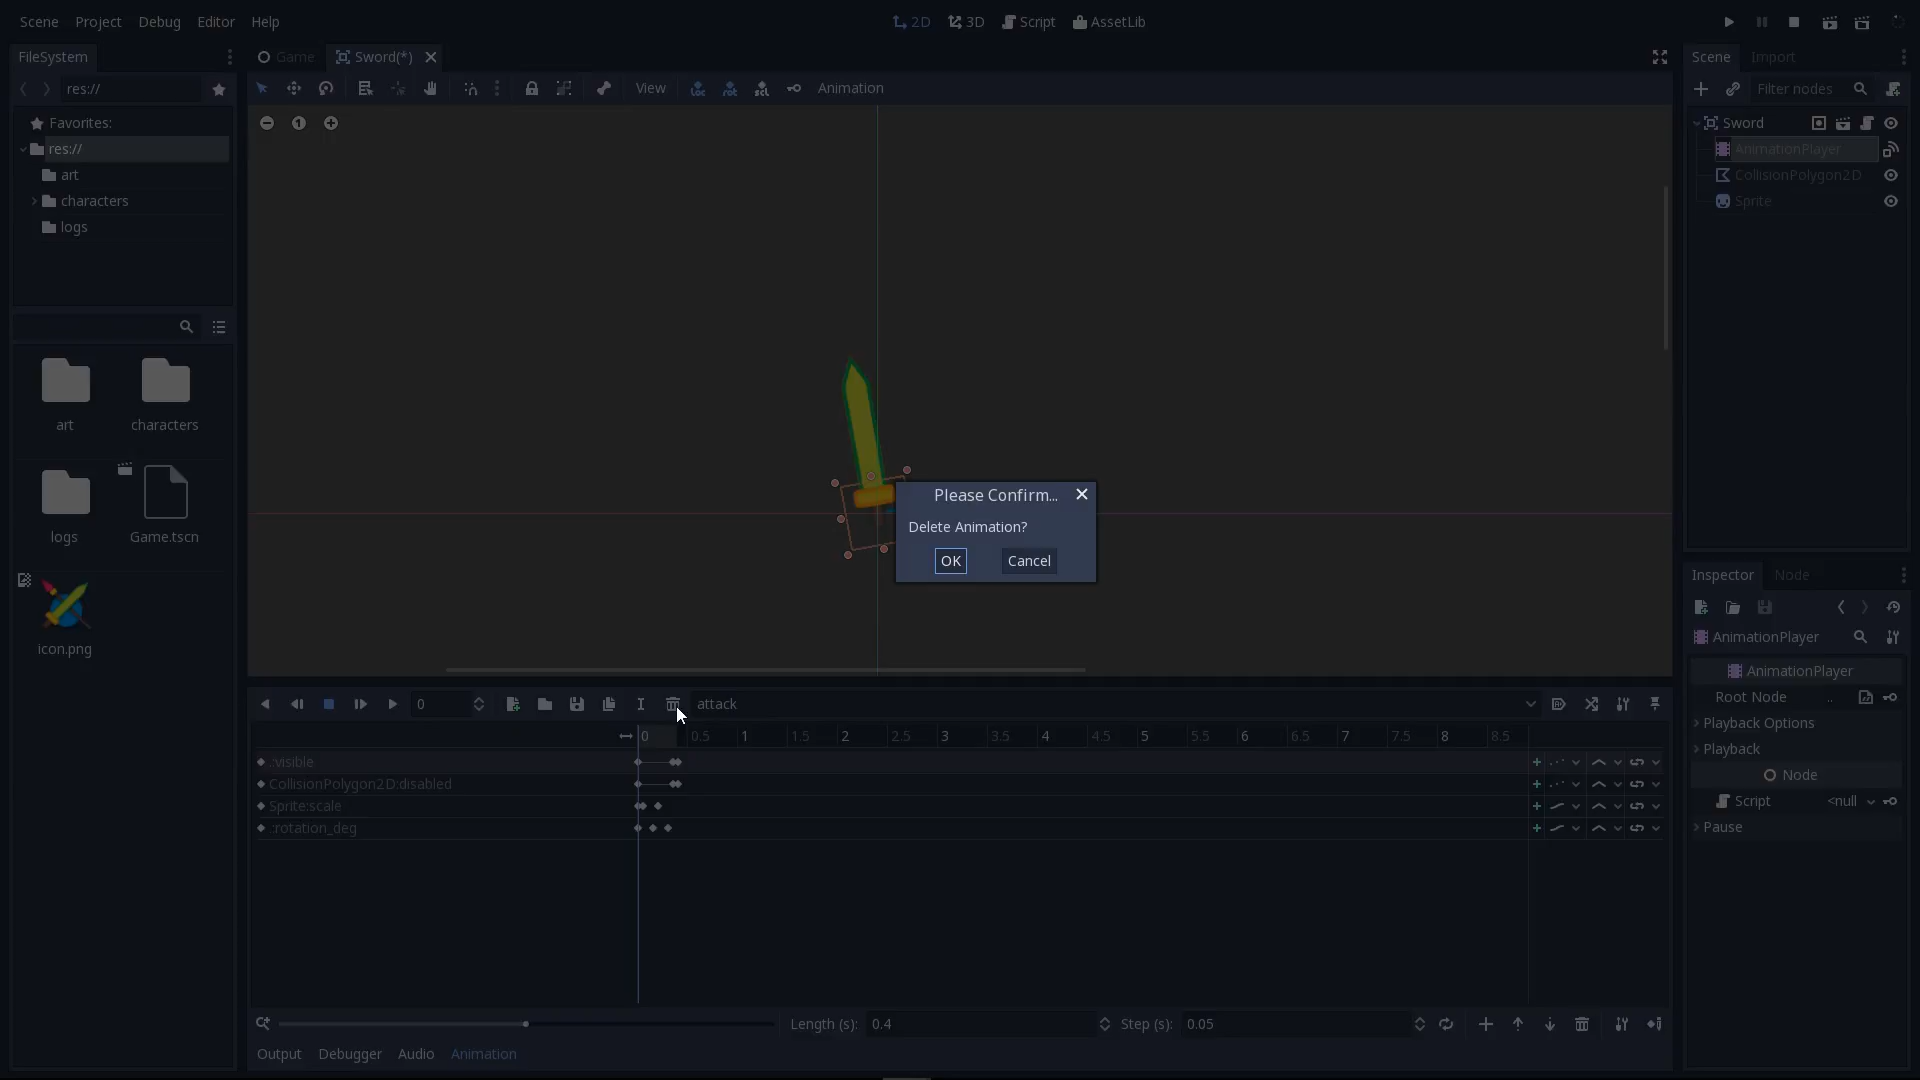 Scene Project Debug Editor Help 2D 3D Script AssetLib
FileSystem Game Sword(*) Scene Import
res:// View Animation Filter nodes
Favorites: 1 Sword
res:// AnimationPlayer
art CollisionPolygon2D
characters Sprite
logs
art characters
logs Game.tscn
icon.png
Please Confirm...
Delete Animation?
OK Cancel
Inspector Node
AnimationPlayer
AnimationPlayer
Root Node ..
Playback Options
Playback
Node
Script <null
Pause
0 attack
0 0.5 1 1.5 2 2.5 3 3.5 4 4.5 5 5.5 6 6.5 7 7.5 8 8.5
.:visible
CollisionPolygon2D:disabled
Sprite:scale
.:rotation_deg
Length (s): 0.4 Step (s): 0.05
Output Debugger Audio Animation